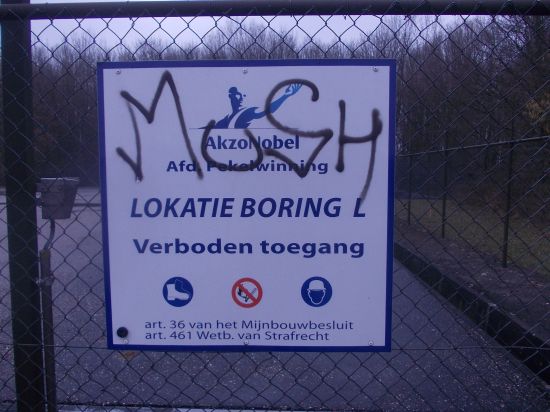 MuSH
AkzoNobel
Afd. Pekelwinning
LOKATIE BORING L
Verboden toegang
art. 36 van het Mijnbouwbesluit
art. 461 Wetb. van Strafrecht